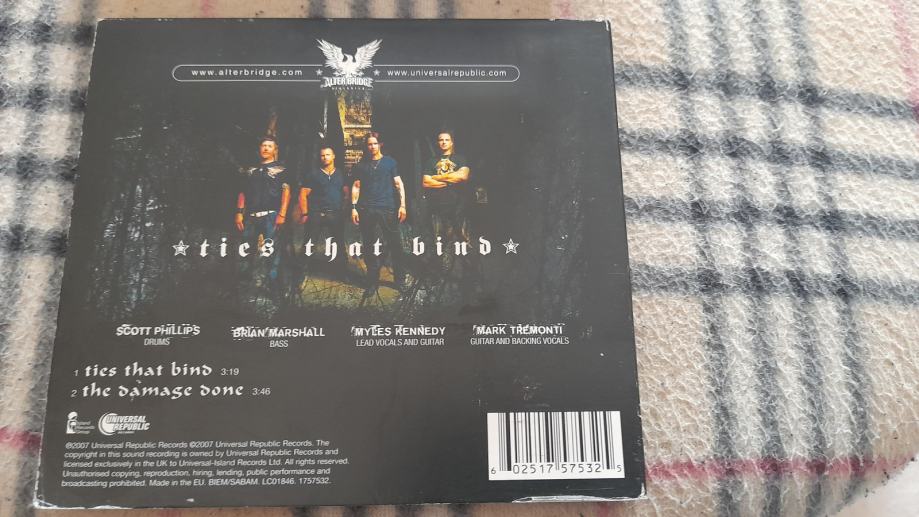 www.alterbridge.com
www.universalrepublic.com
ALTER BRIDGE
ties that bind
SCOTT PHILLIPS
DRUMS
BRIAN MARSHALL
BASS
MYLES KENNEDY
LEAD VOCALS AND GUITAR
MARK TREMONTI
GUITAR AND BACKING VOCALS
1 ties that bind 3:19
2 the damage done 3:46
Island
Records
Group
UNIVERSAL
REPUBLIC
℗2007 Universal Republic Records ©2007 Universal Republic Records. The
copyright in this sound recording is owned by Universal Republic Records and
licensed exclusively in the UK to Universal-Island Records Ltd. All rights reserved.
Unauthorised copying, reproduction, hiring, lending, public performance and
broadcasting prohibited. Made in the EU. BIEM/SABAM. LC01846. 1757532.
6 02517 57532 5